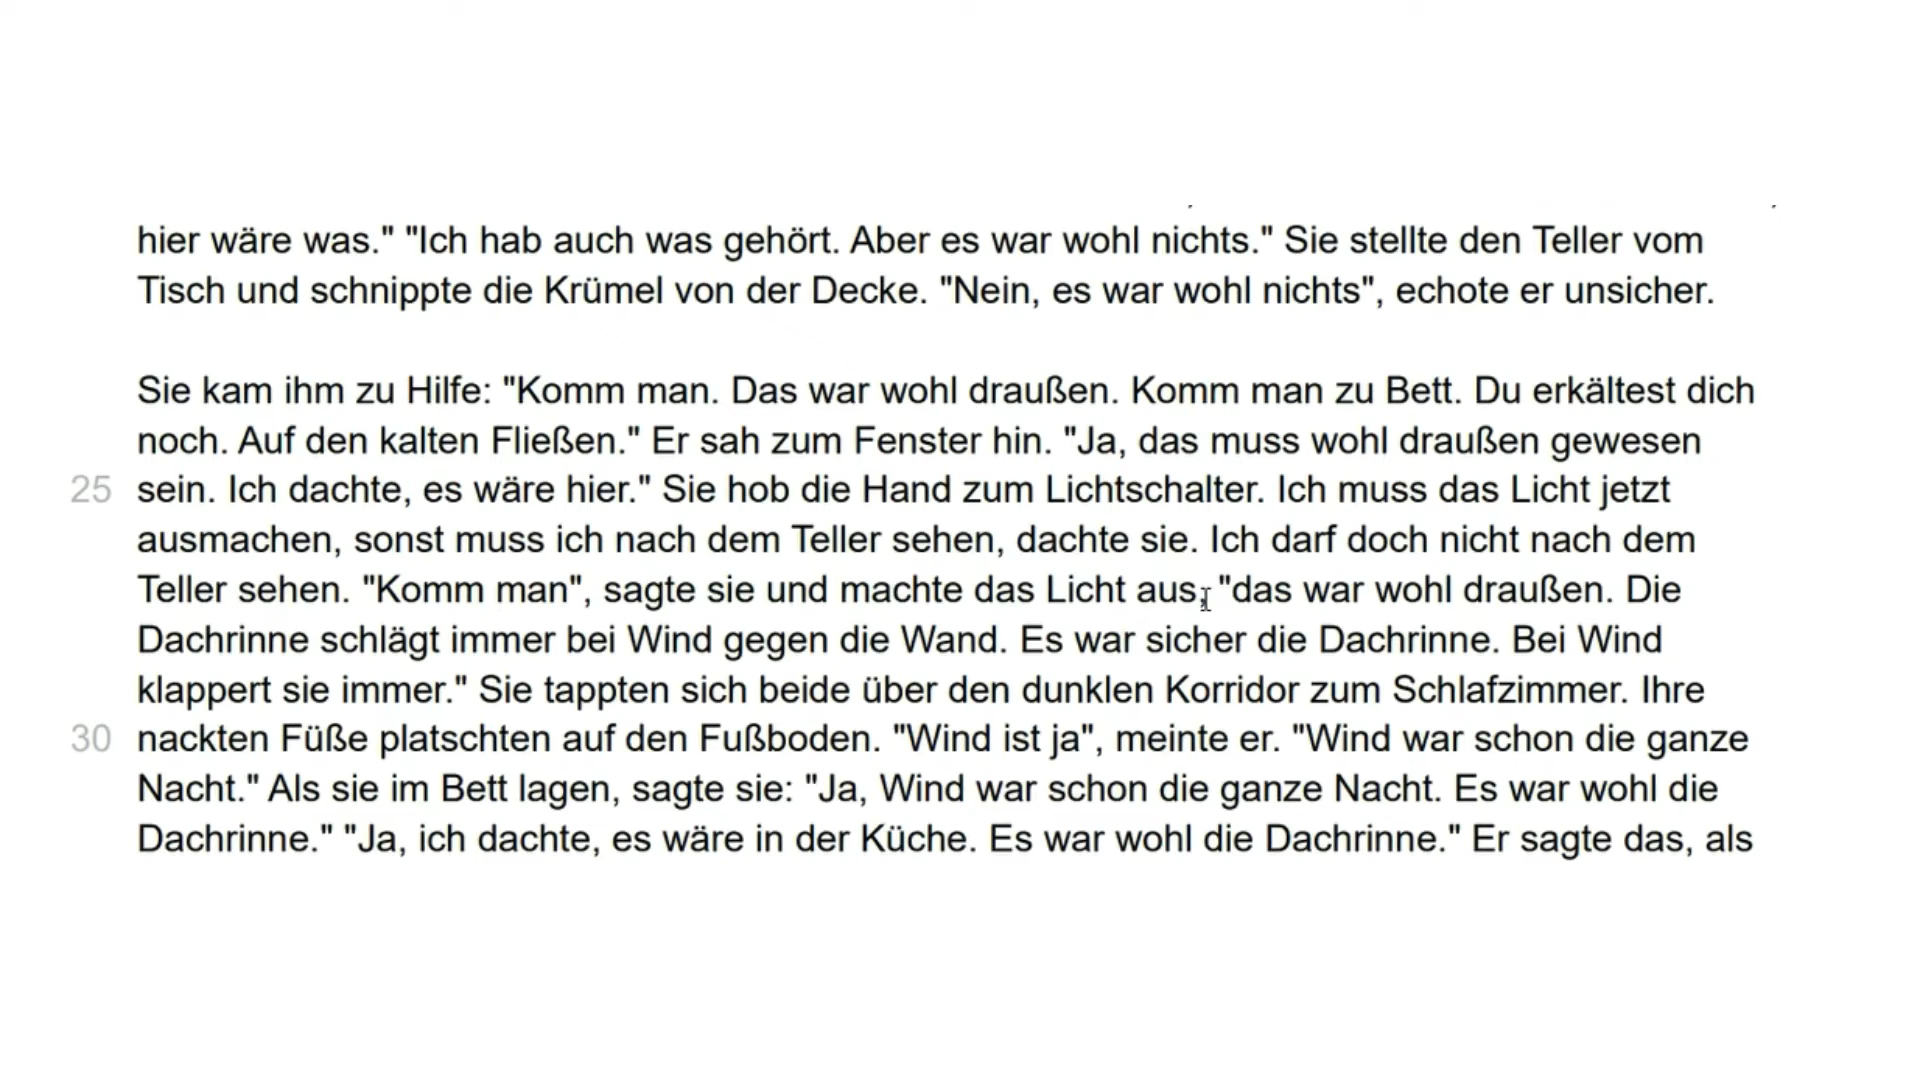 hier wäre was." "Ich hab auch was gehört. Aber es war wohl nichts." Sie stellte den Teller vom
Tisch und schnippte die Krümel von der Decke. "Nein, es war wohl nichts", echote er unsicher.
Sie kam ihm zu Hilfe: "Komm man. Das war wohl draußen. Komm man zu Bett. Du erkältest dich
noch. Auf den kalten Fließen." Er sah zum Fenster hin. "Ja, das muss wohl draußen gewesen
25 sein. Ich dachte, es wäre hier." Sie hob die Hand zum Lichtschalter. Ich muss das Licht jetzt
ausmachen, sonst muss ich nach dem Teller sehen, dachte sie. Ich darf doch nicht nach dem
Teller sehen. "Komm man", sagte sie und machte das Licht aus, "das war wohl draußen. Die
Dachrinne schlägt immer bei Wind gegen die Wand. Es war sicher die Dachrinne. Bei Wind
klappert sie immer." Sie tappten sich beide über den dunklen Korridor zum Schlafzimmer. Ihre
30 nackten Füße platschten auf den Fußboden. "Wind ist ja", meinte er. "Wind war schon die ganze
Nacht." Als sie im Bett lagen, sagte sie: "Ja, Wind war schon die ganze Nacht. Es war wohl die
Dachrinne." "Ja, ich dachte, es wäre in der Küche. Es war wohl die Dachrinne." Er sagte das, als